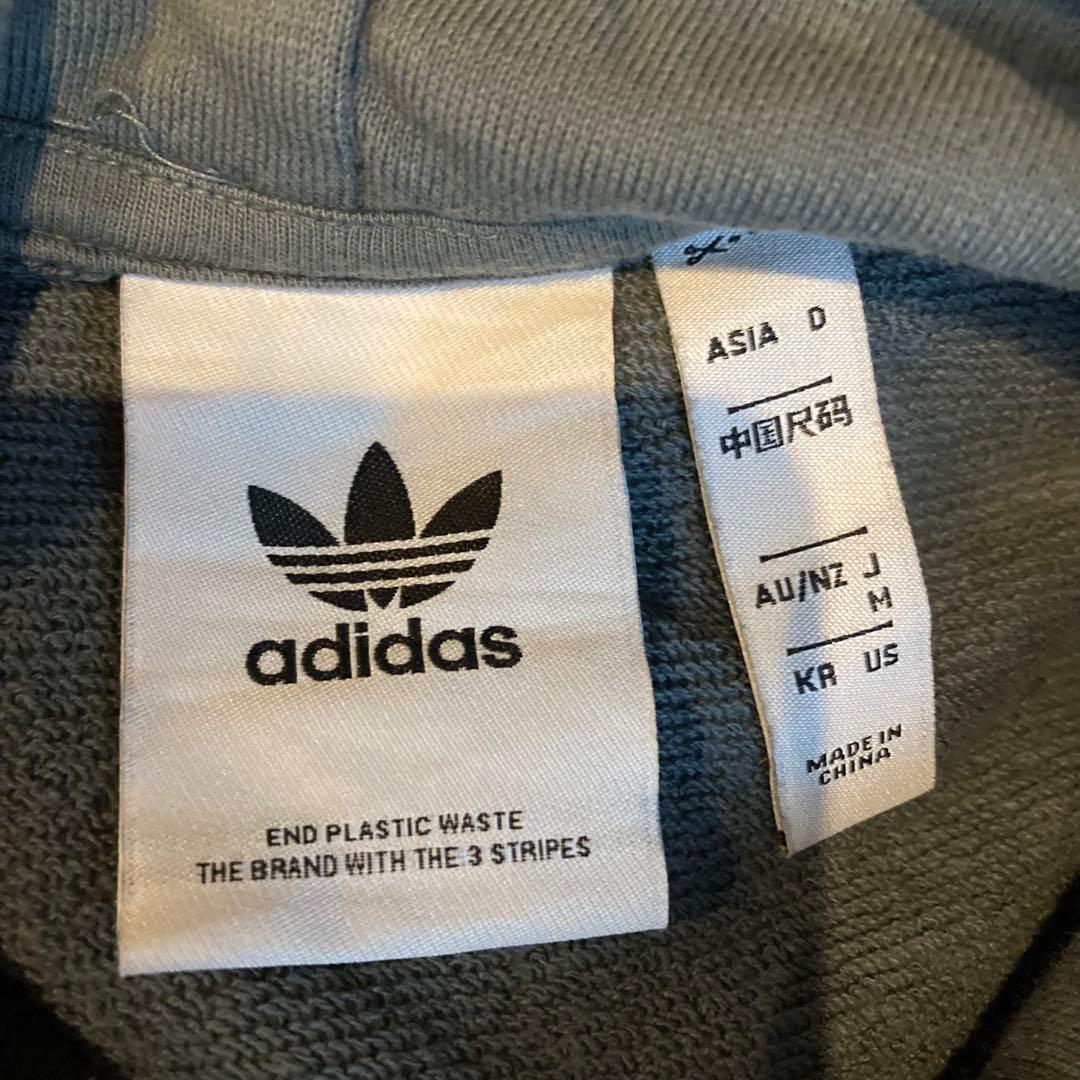 adidas
END PLASTIC WASTE
THE BRAND WITH THE 3 STRIPES
ASIA D
中国尺码
AU/NZ J
M
KR US
MADE IN
CHINA